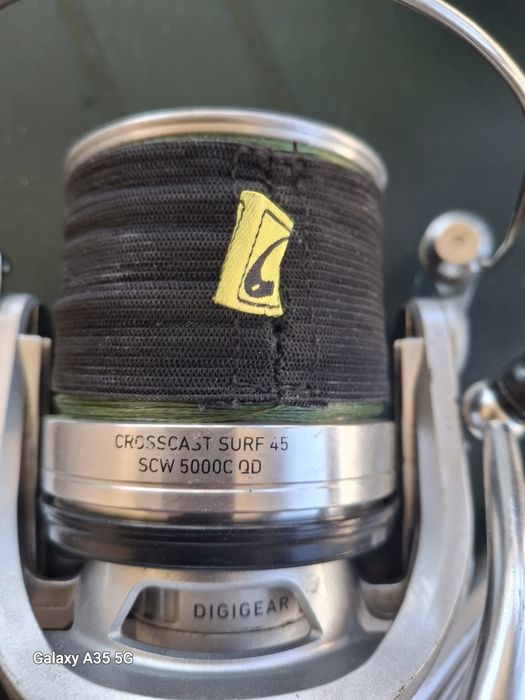 CROSSCAST SURF 45
SCW 5000C QD
DIGIGEAR
Galaxy A35 5G